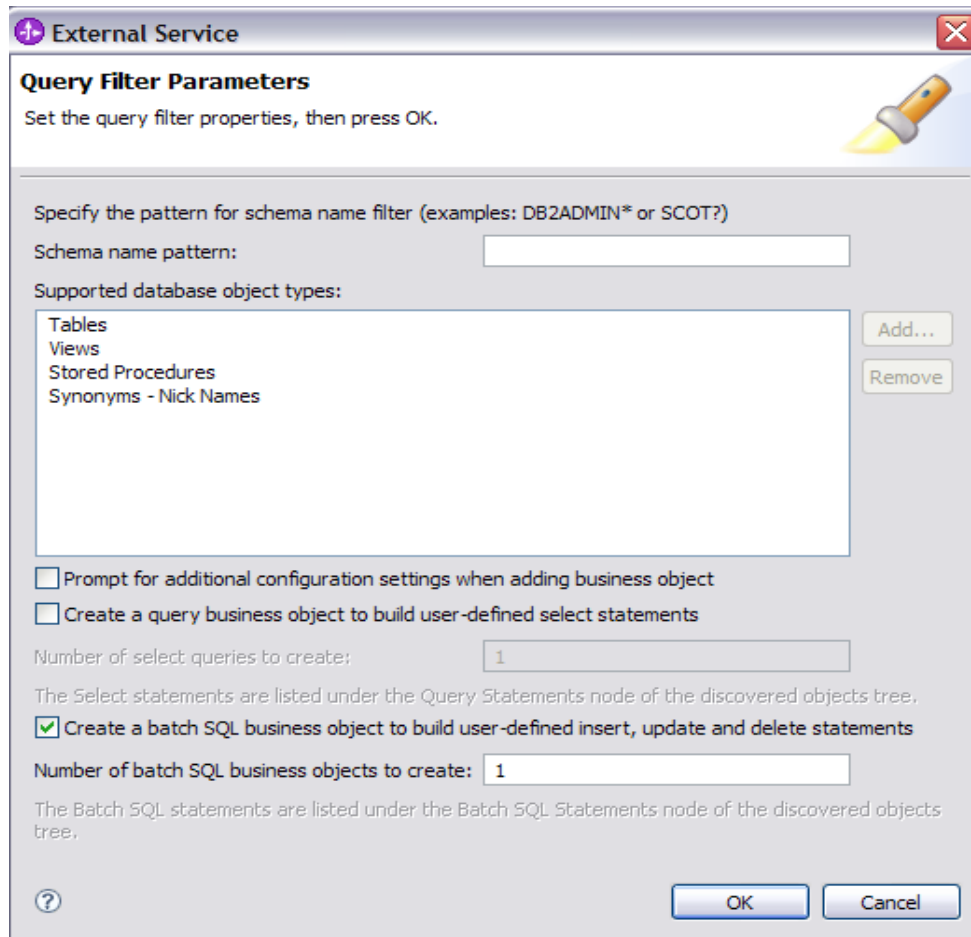 External Service
Query Filter Parameters
Set the query filter properties, then press OK.
Specify the pattern for schema name filter (examples: DB2ADMIN* or SCOT?)
Schema name pattern:
Supported database object types:
Tables
Views
Stored Procedures
Synonyms - Nick Names
Add...
Remove
Prompt for additional configuration settings when adding business object
Create a query business object to build user-defined select statements
Number of select queries to create: 1
The Select statements are listed under the Query Statements node of the discovered objects tree.
Create a batch SQL business object to build user-defined insert, update and delete statements
Number of batch SQL business objects to create: 1
The Batch SQL statements are listed under the Batch SQL Statements node of the discovered objects
tree.
?
OK Cancel